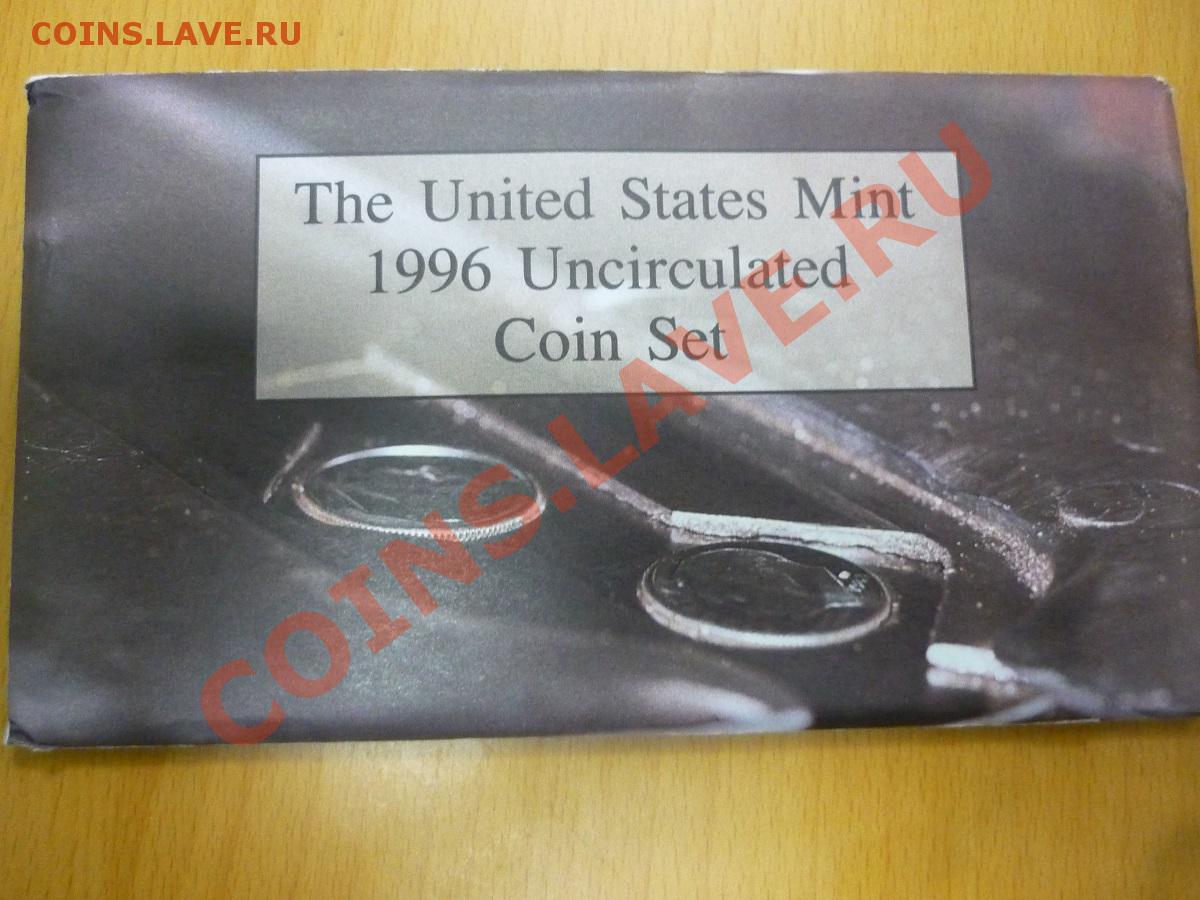 COINS.LAVE.RU
The United States Mint
1996 Uncirculated
Coin Set
COINS.LAVE.RU